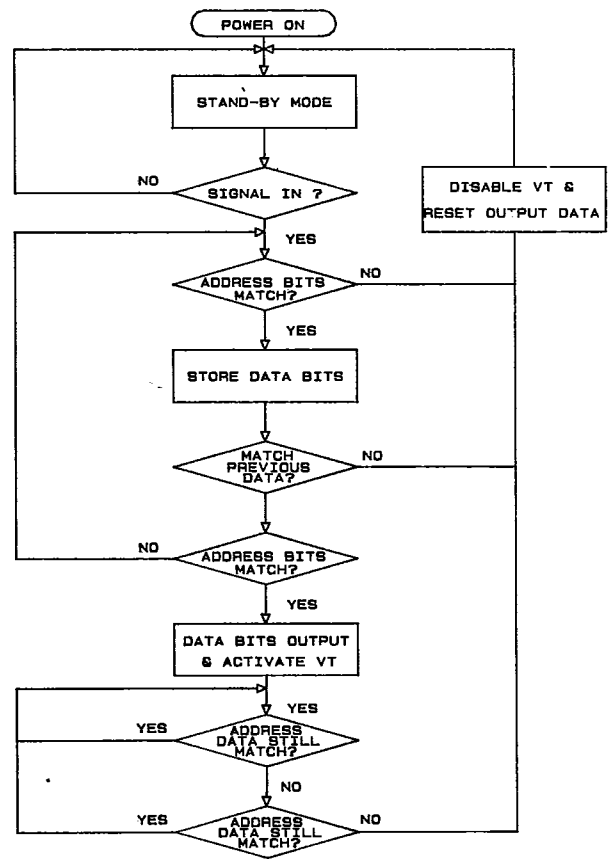 POWER ON
STAND-BY MODE
NO
SIGNAL IN ?
DISABLE VT &
RESET OUTPUT DATA
YES
ADDRESS BITS
MATCH?
NO
YES
STORE DATA BITS
MATCH
PREVIOUS
DATA?
NO
NO
ADDRESS BITS
MATCH?
YES
DATA BITS OUTPUT
& ACTIVATE VT
YES
YES
ADDRESS
DATA STILL
MATCH?
NO
YES
ADDRESS
DATA STILL
MATCH?
NO